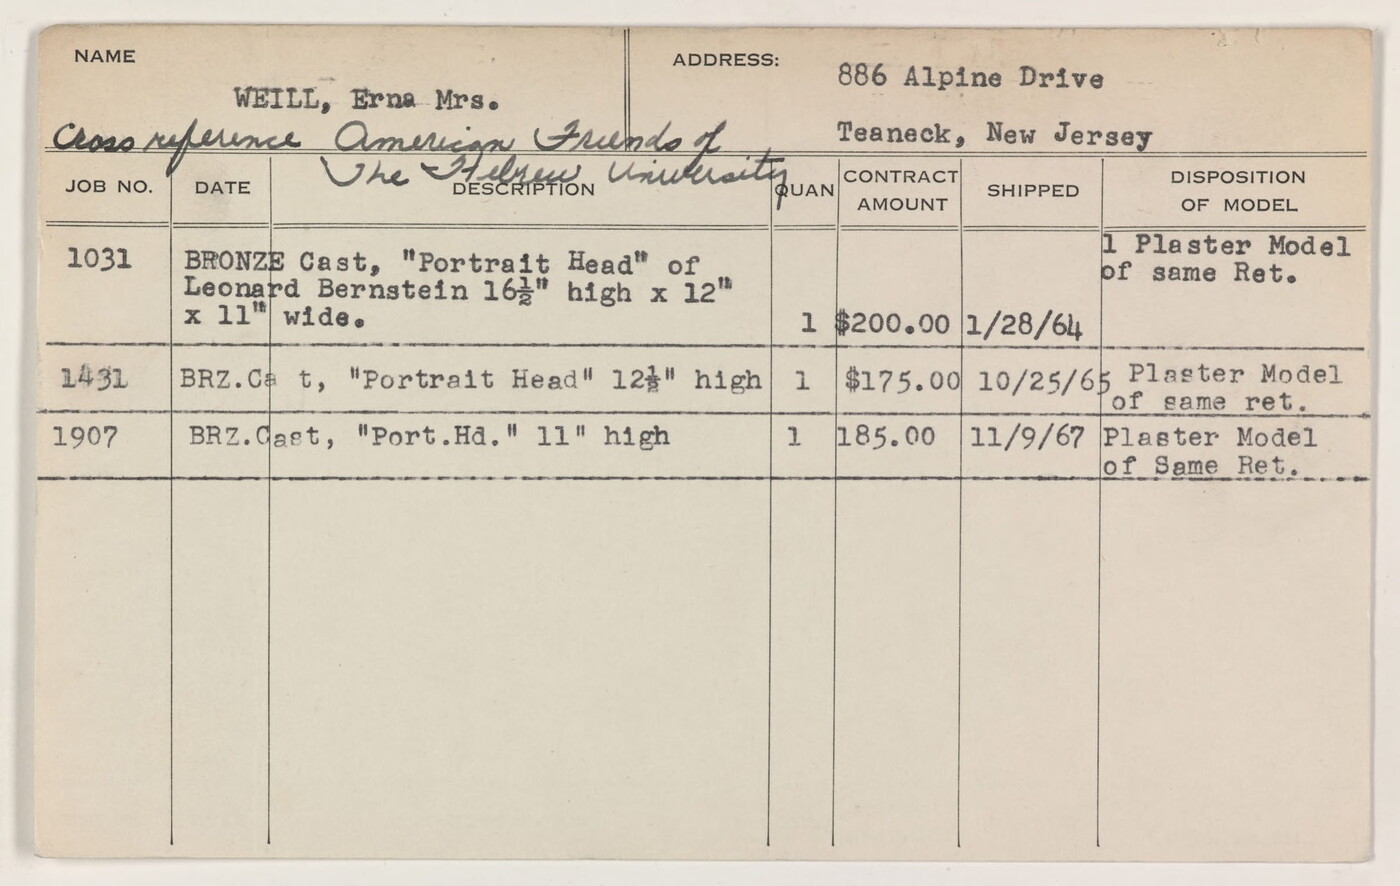 NAME
WEILL, Erna Mrs.
ADDRESS:
886 Alpine Drive
Teaneck, New Jersey
Cross reference American Friends of
The Hebrew University
JOB NO. DATE DESCRIPTION QUAN CONTRACT AMOUNT SHIPPED DISPOSITION OF MODEL
1031 BRONZE Cast, "Portrait Head" of
Leonard Bernstein 16½" high x 12"
x 11" wide. 1 $200.00 1/28/64
1 Plaster Model
of same Ret.
1431 BRZ.Ca t, "Portrait Head" 12½" high 1 $175.00 10/25/65 Plaster Model
of same ret.
1907 BRZ.Cast, "Port.Hd." 11" high 1 185.00 11/9/67 Plaster Model
of Same Ret.